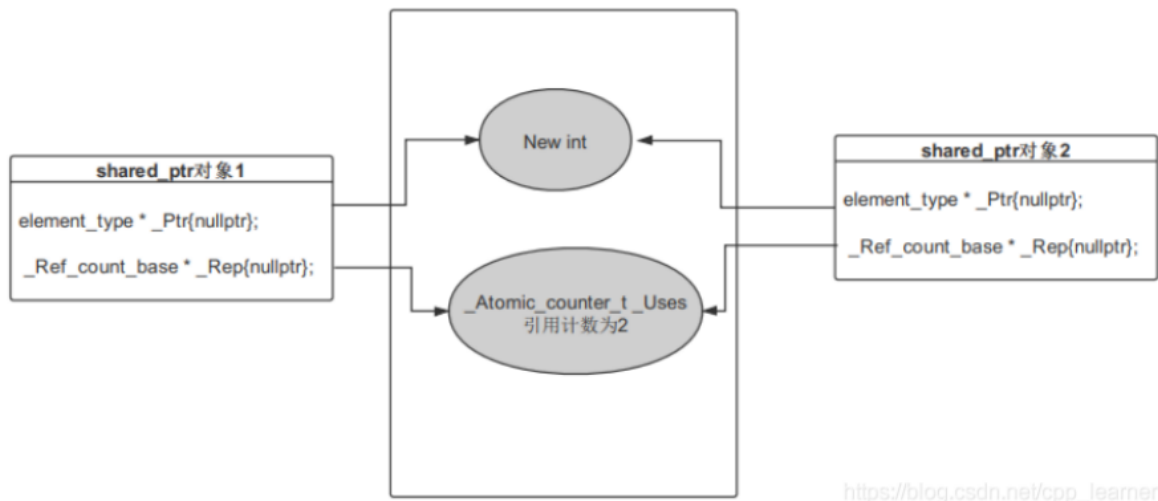 shared_ptr对象1
element_type * _Ptr{nullptr};
_Ref_count_base * _Rep{nullptr};
New int
_Atomic_counter_t _Uses
引用计数为2
shared_ptr对象2
element_type * _Ptr{nullptr};
_Ref_count_base * _Rep{nullptr};
https://blog.csdn.net/cpp_learner